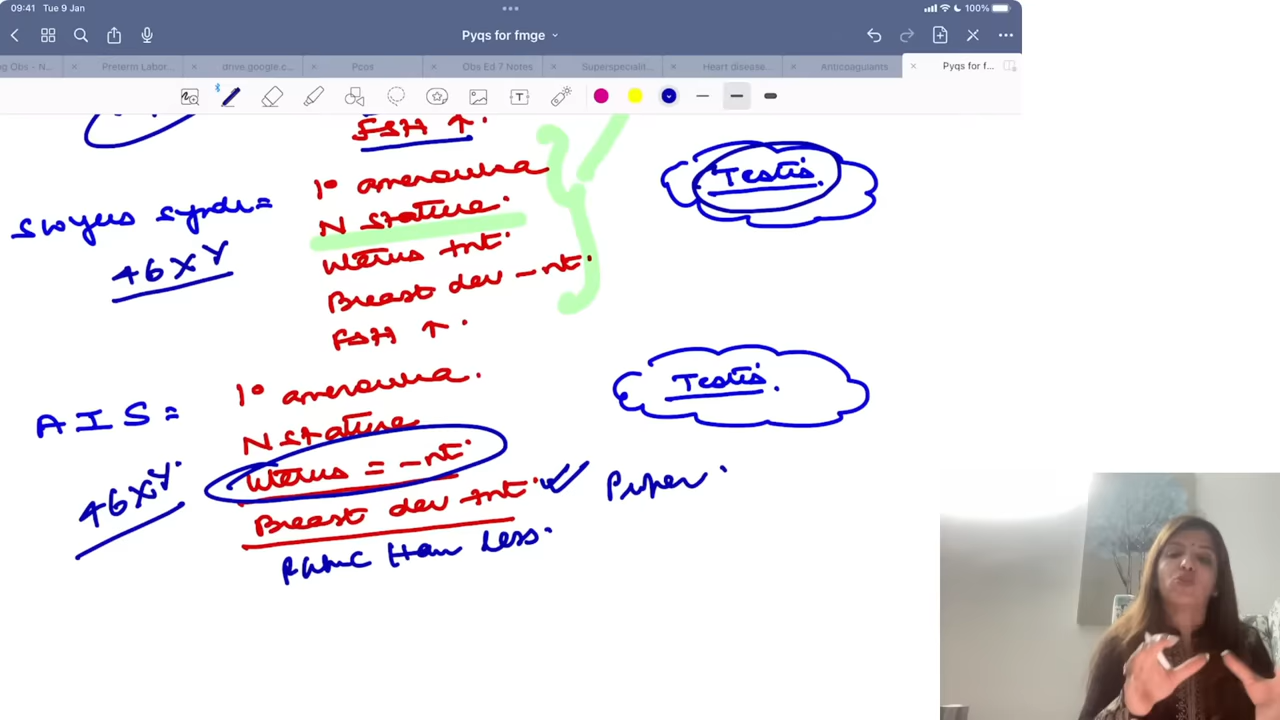 09:41 Tue 9 Jan
100%
Pyqs for fmge
g Obs - N...
Preterm Labor...
drive.google.c...
Pcos
Obs Ed 7 Notes
Superspecialit...
Heart disease...
Anticoagulants
Pyqs for f...
FSH ↑.
1° amenorrhea
Swyers syndr =
N stature.
46XY
Uterus +nt.
Breast dev -nt.
FSH ↑.
Testis.
1° amenorrhea.
AIS =
N stature
Testis.
Uterus = -nt.
46XY.
Breast dev +nt.
Proper.
Pubic Hair Less.